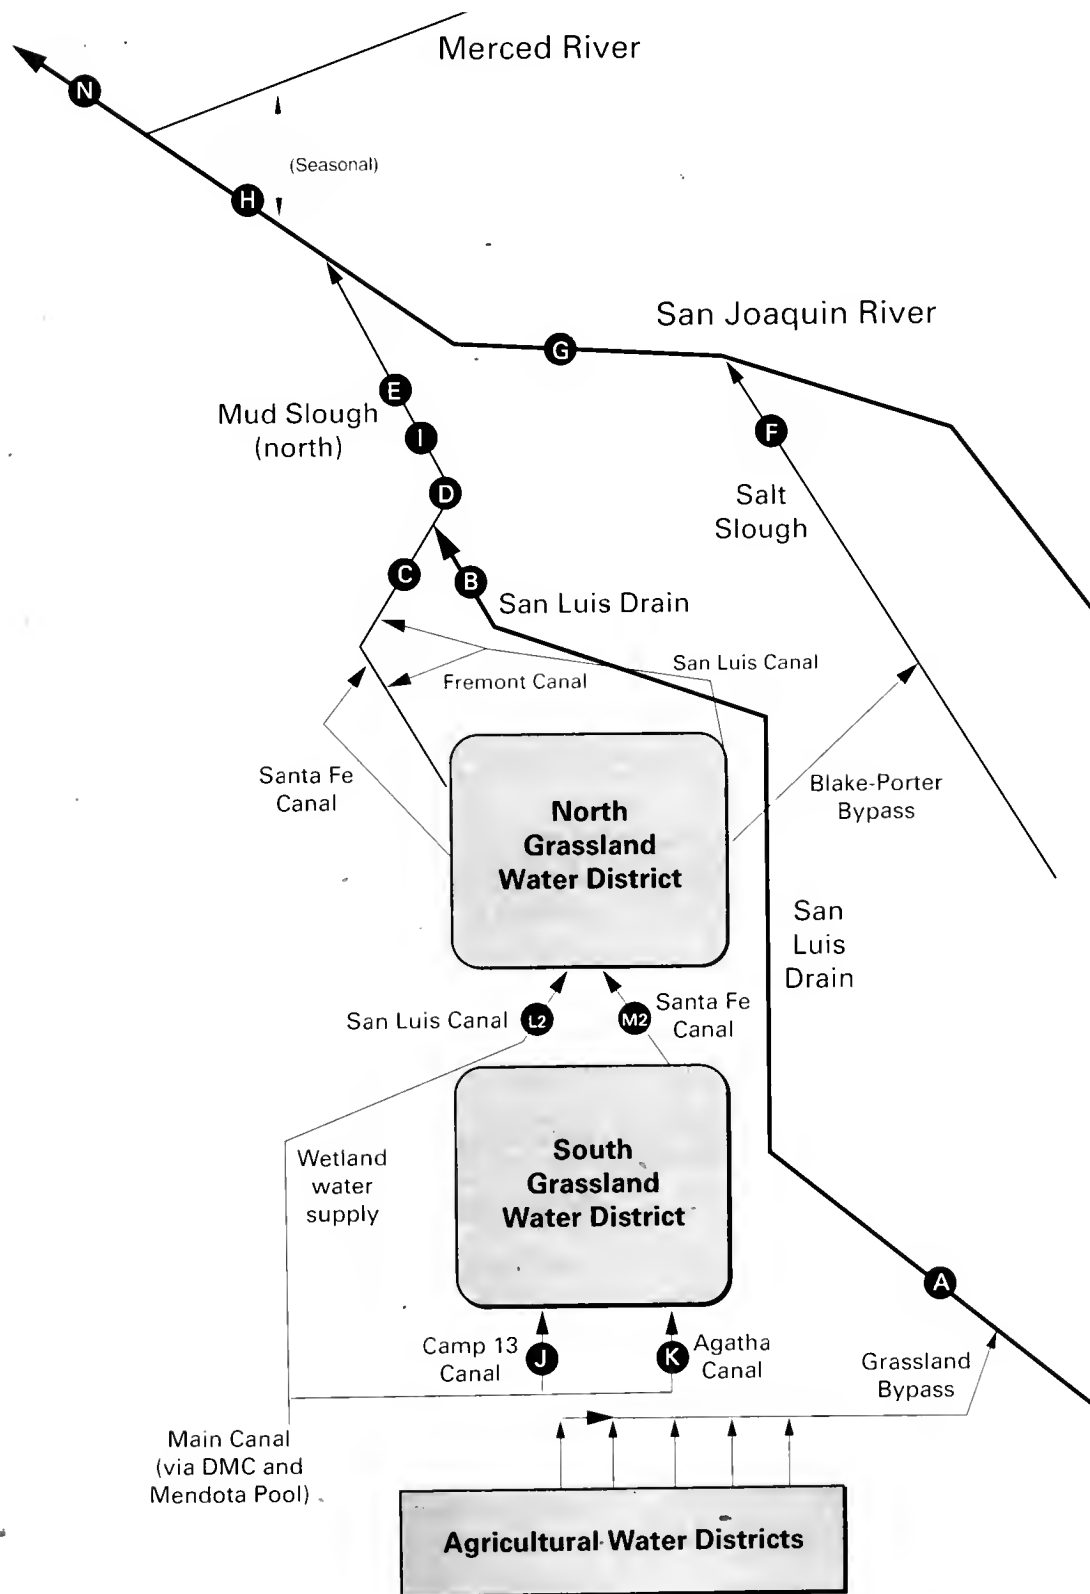 Merced River
N
(Seasonal)
H
San Joaquin River
G
E
Mud Slough
(north)
I
F
D
Salt
Slough
C
B
San Luis Drain
San Luis Canal
Fremont Canal
Santa Fe
Canal
Blake-Porter
Bypass
North
Grassland
Water District
San
Luis
Drain
San Luis Canal
L2
M2
Santa Fe
Canal
Wetland
water
supply
South
Grassland
Water District
A
Camp 13
Canal
J
K
Agatha
Canal
Grassland
Bypass
Main Canal
(via DMC and
Mendota Pool)
Agricultural Water Districts